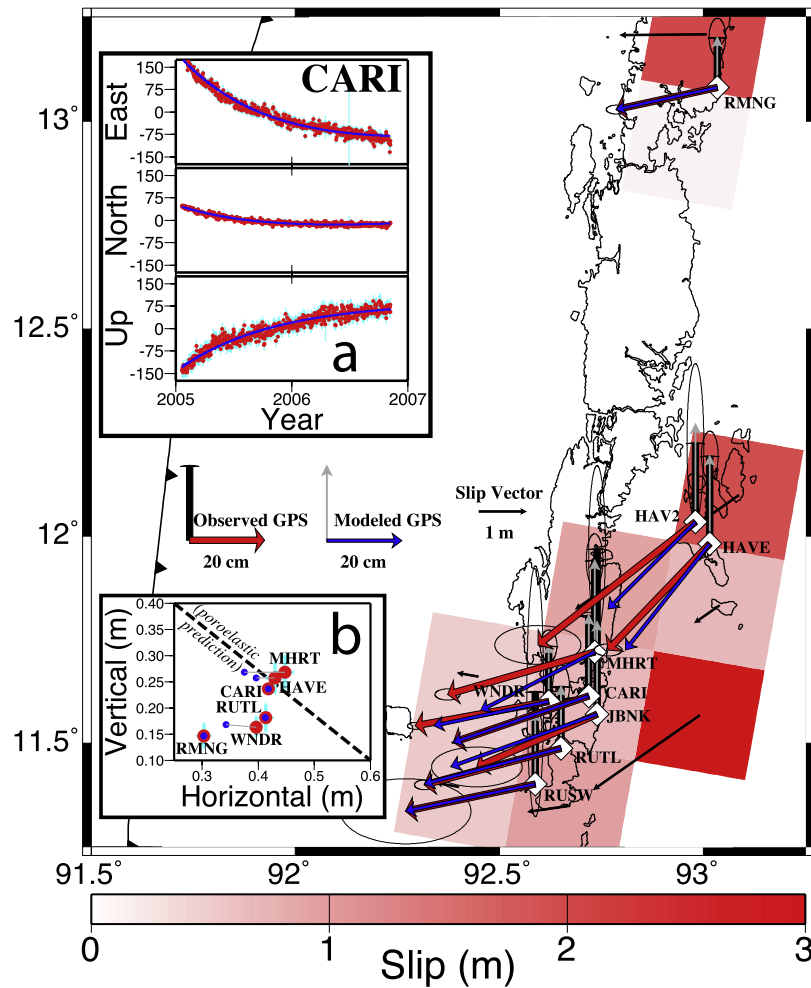 CARI
East
150
75
0
-75
-150
North
150
75
0
-75
-150
Up
150
75
0
-75
-150
a
2005
2006
2007
Year
13°
12.5°
12°
11.5°
RMNG
HAV2
HAVE
MHRT
WNDR
CARI
JBNK
RUTL
RUSW
Observed GPS
20 cm
Modeled GPS
20 cm
Slip Vector
1 m
b
Vertical (m)
0.40
0.35
0.30
0.25
0.20
0.15
0.10
(poroelastic
prediction)
MHRT
CARI
HAVE
RUTL
WNDR
RMNG
0.3
0.4
0.5
0.6
Horizontal (m)
91.5°
92°
92.5°
93°
0
1
2
3
Slip (m)